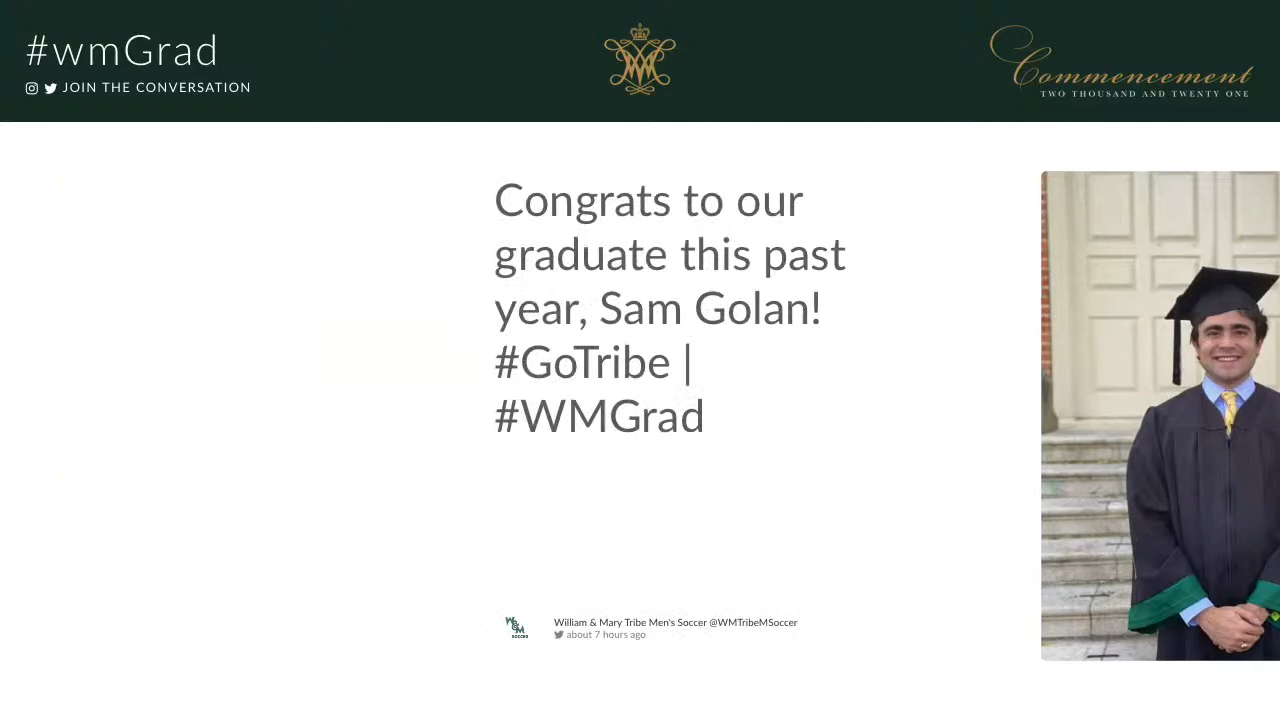 #wmGrad
JOIN THE CONVERSATION
Commencement
TWO THOUSAND AND TWENTY ONE
Congrats to our
graduate this past
year, Sam Golan!
#GoTribe |
#WMGrad
W&M
SOCCER
William & Mary Tribe Men's Soccer @WMTribeMSoccer
about 7 hours ago